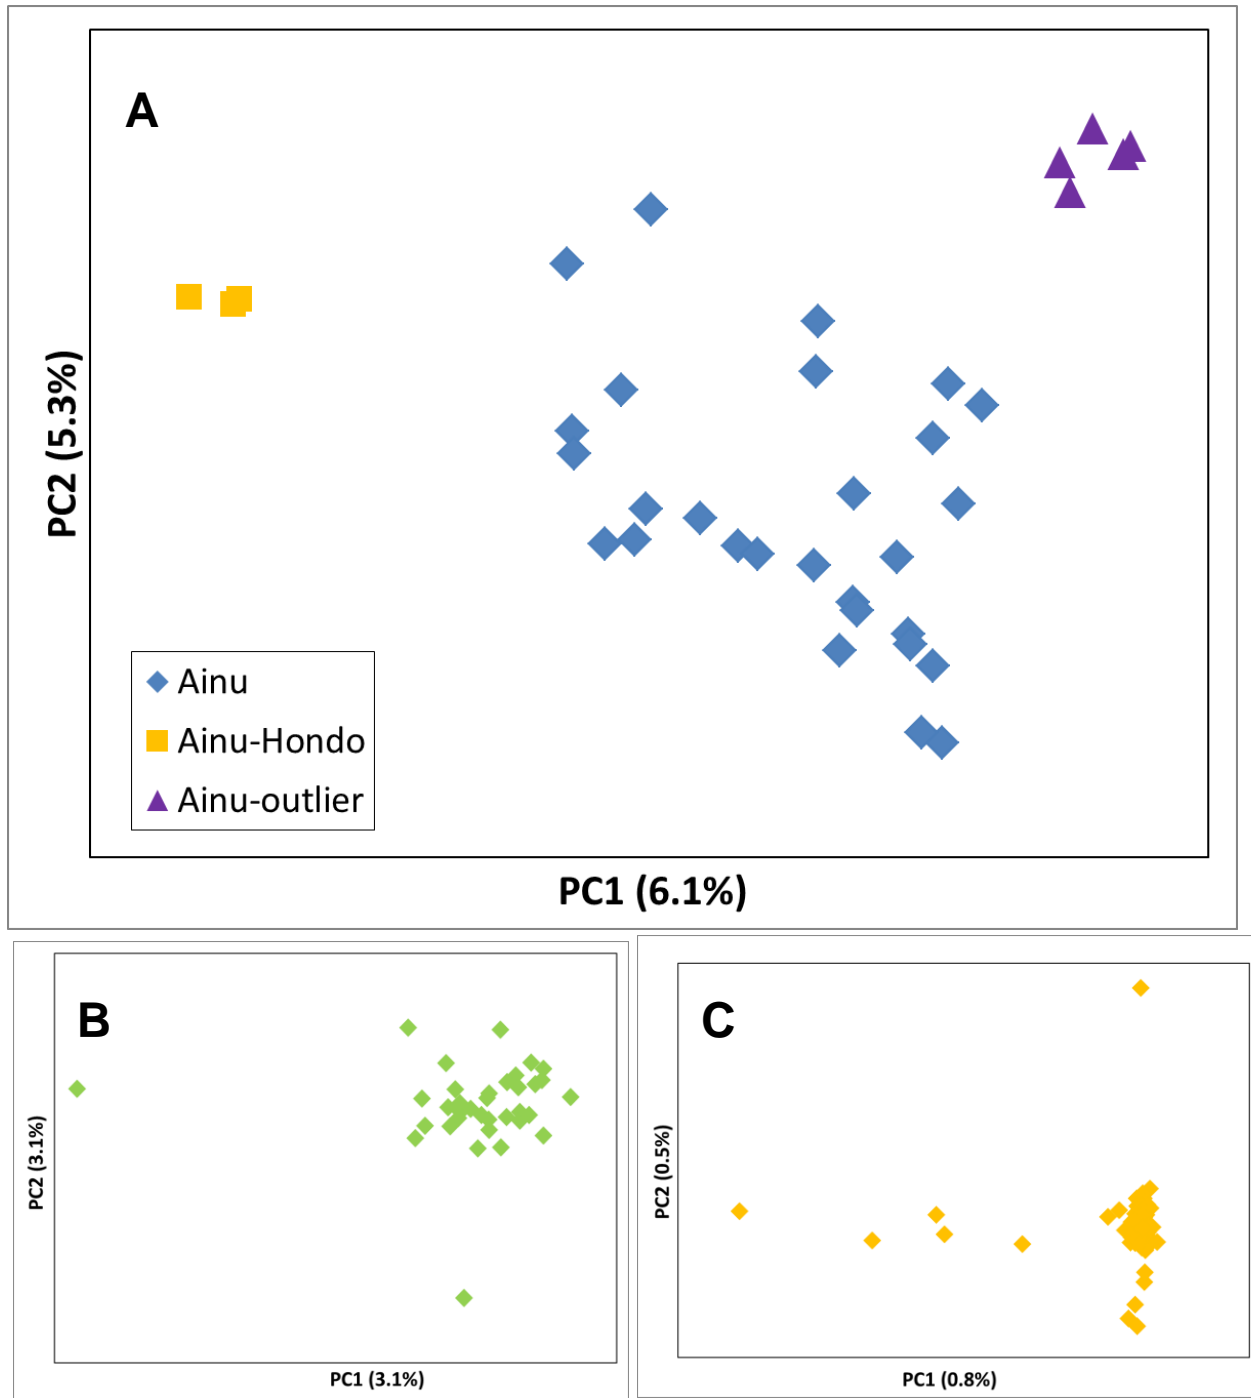 A
PC2 (5.3%)
Ainu
Ainu-Hondo
Ainu-outlier
PC1 (6.1%)
B
PC2 (3.1%)
PC1 (3.1%)
C
PC2 (0.5%)
PC1 (0.8%)